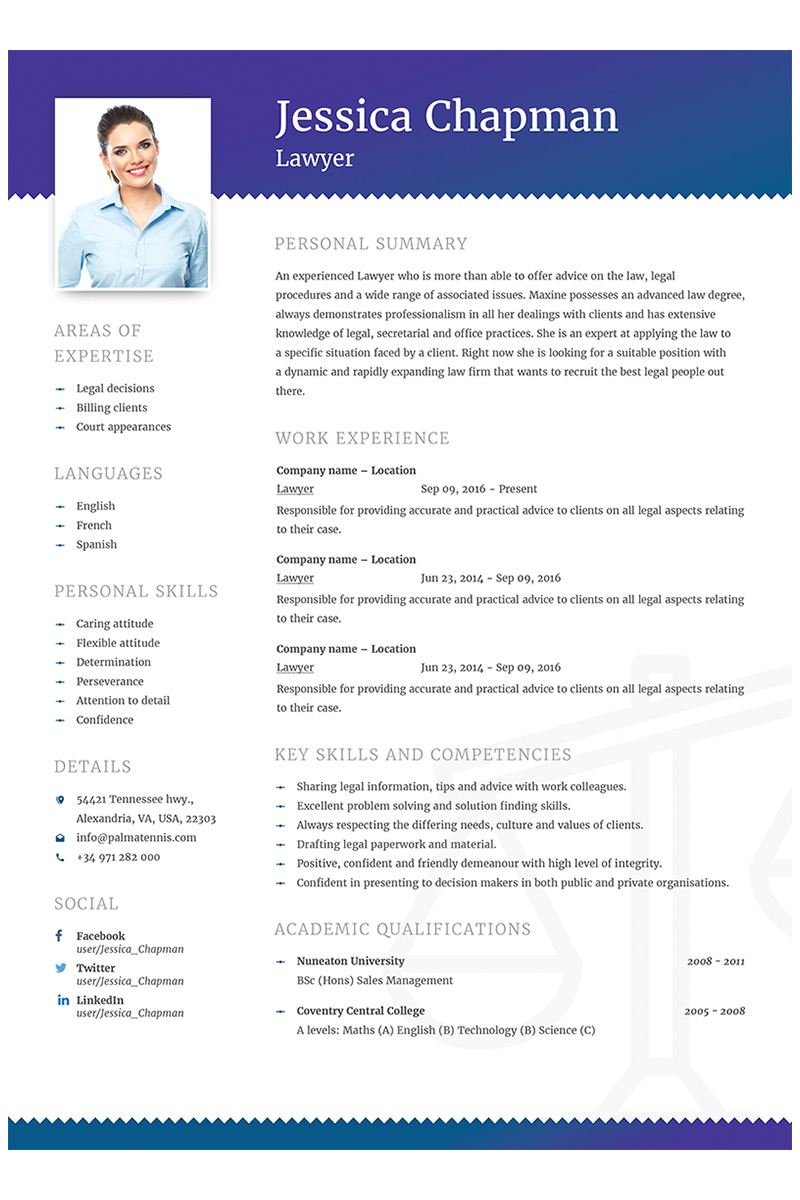 Jessica Chapman
Lawyer
AREAS OF
EXPERTISE
Legal decisions
Billing clients
Court appearances
LANGUAGES
English
French
Spanish
PERSONAL SKILLS
Caring attitude
Flexible attitude
Determination
Perseverance
Attention to detail
Confidence
DETAILS
54421 Tennessee hwy.,
Alexandria, VA, USA, 22303
info@palmatennis.com
+34 971 282 000
SOCIAL
Facebook
user/Jessica_Chapman
Twitter
user/Jessica_Chapman
LinkedIn
user/Jessica_Chapman
PERSONAL SUMMARY
An experienced Lawyer who is more than able to offer advice on the law, legal
procedures and a wide range of associated issues. Maxine possesses an advanced law degree,
always demonstrates professionalism in all her dealings with clients and has extensive
knowledge of legal, secretarial and office practices. She is an expert at applying the law to
a specific situation faced by a client. Right now she is looking for a suitable position with
a dynamic and rapidly expanding law firm that wants to recruit the best legal people out
there.
WORK EXPERIENCE
Company name – Location
Lawyer Sep 09, 2016 - Present
Responsible for providing accurate and practical advice to clients on all legal aspects relating
to their case.
Company name – Location
Lawyer Jun 23, 2014 - Sep 09, 2016
Responsible for providing accurate and practical advice to clients on all legal aspects relating
to their case.
Company name – Location
Lawyer Jun 23, 2014 - Sep 09, 2016
Responsible for providing accurate and practical advice to clients on all legal aspects relating
to their case.
KEY SKILLS AND COMPETENCIES
Sharing legal information, tips and advice with work colleagues.
Excellent problem solving and solution finding skills.
Always respecting the differing needs, culture and values of clients.
Drafting legal paperwork and material.
Positive, confident and friendly demeanour with high level of integrity.
Confident in presenting to decision makers in both public and private organisations.
ACADEMIC QUALIFICATIONS
Nuneaton University 2008 - 2011
BSc (Hons) Sales Management
Coventry Central College 2005 - 2008
A levels: Maths (A) English (B) Technology (B) Science (C)